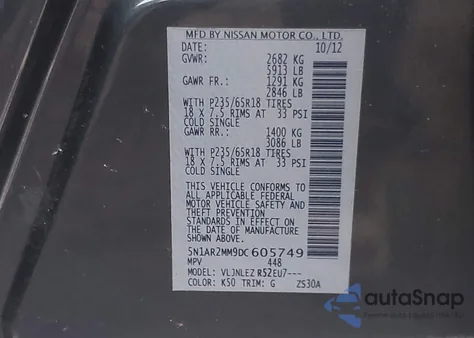 MFD BY NISSAN MOTOR CO., LTD.
DATE: 10/12
GVWR: 2682 KG
5913 LB
GAWR FR.: 1291 KG
2846 LB
WITH P235/65R18 TIRES
18 X 7.5 RIMS AT 33 PSI
COLD SINGLE
GAWR RR.: 1400 KG
3086 LB
WITH P235/65R18 TIRES
18 X 7.5 RIMS AT 33 PSI
COLD SINGLE
THIS VEHICLE CONFORMS TO
ALL APPLICABLE FEDERAL
MOTOR VEHICLE SAFETY AND
THEFT PREVENTION
STANDARDS IN EFFECT ON
THE DATE OF MANUFACTURE
SHOWN ABOVE.
5N1AR2MM9DC 605749
MPV 448
MODEL: VLJNLEZ R52EU7---
COLOR: K50 TRIM: G ZS30A
autoSnap